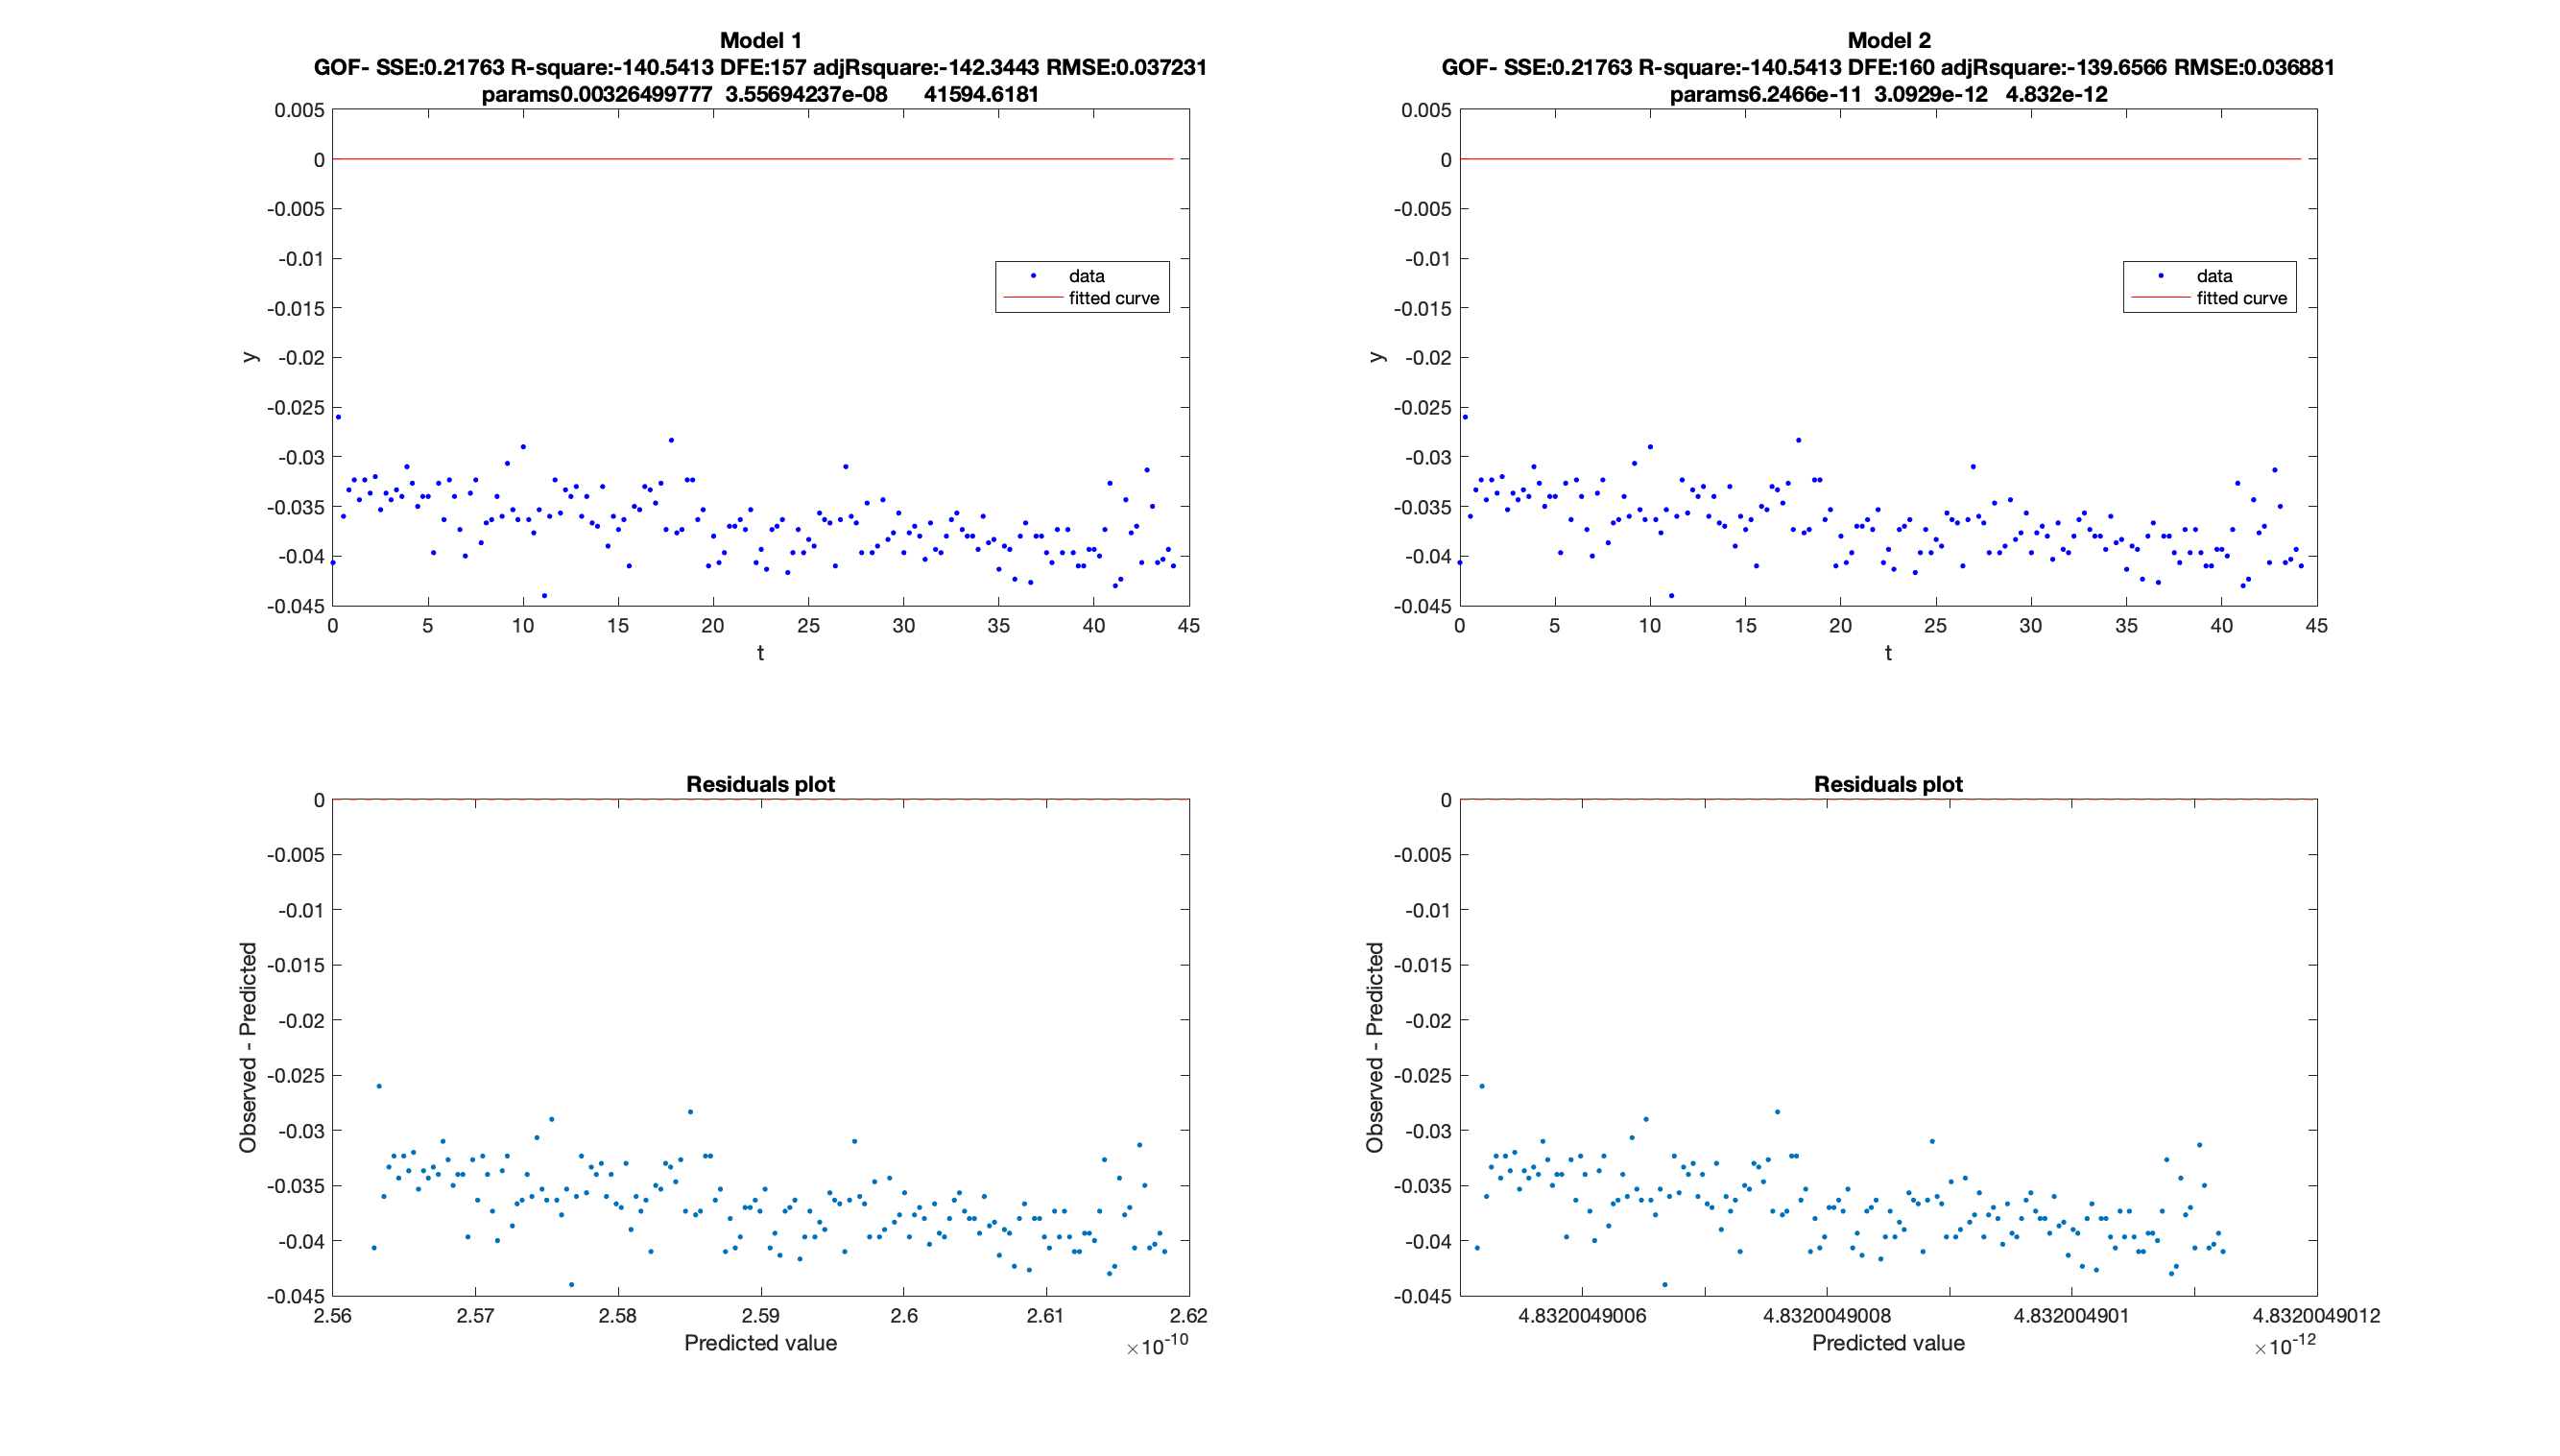 Model 1
GOF- SSE:0.21763 R-square:-140.5413 DFE:157 adjRsquare:-142.3443 RMSE:0.037231
params0.00326499777 3.55694237e-08 41594.6181
0.005
0
-0.005
-0.01
-0.015
-0.02
-0.025
-0.03
-0.035
-0.04
-0.045
y
data
fitted curve
0 5 10 15 20 25 30 35 40 45
t
Model 2
GOF- SSE:0.21763 R-square:-140.5413 DFE:160 adjRsquare:-139.6566 RMSE:0.036881
params6.2466e-11 3.0929e-12 4.832e-12
0.005
0
-0.005
-0.01
-0.015
-0.02
-0.025
-0.03
-0.035
-0.04
-0.045
y
data
fitted curve
0 5 10 15 20 25 30 35 40 45
t
Residuals plot
0
-0.005
-0.01
-0.015
-0.02
-0.025
-0.03
-0.035
-0.04
-0.045
Observed - Predicted
2.56 2.57 2.58 2.59 2.6 2.61 2.62
Predicted value
×10-10
Residuals plot
0
-0.005
-0.01
-0.015
-0.02
-0.025
-0.03
-0.035
-0.04
-0.045
Observed - Predicted
4.8320049006 4.8320049008 4.832004901 4.8320049012
Predicted value
×10-12